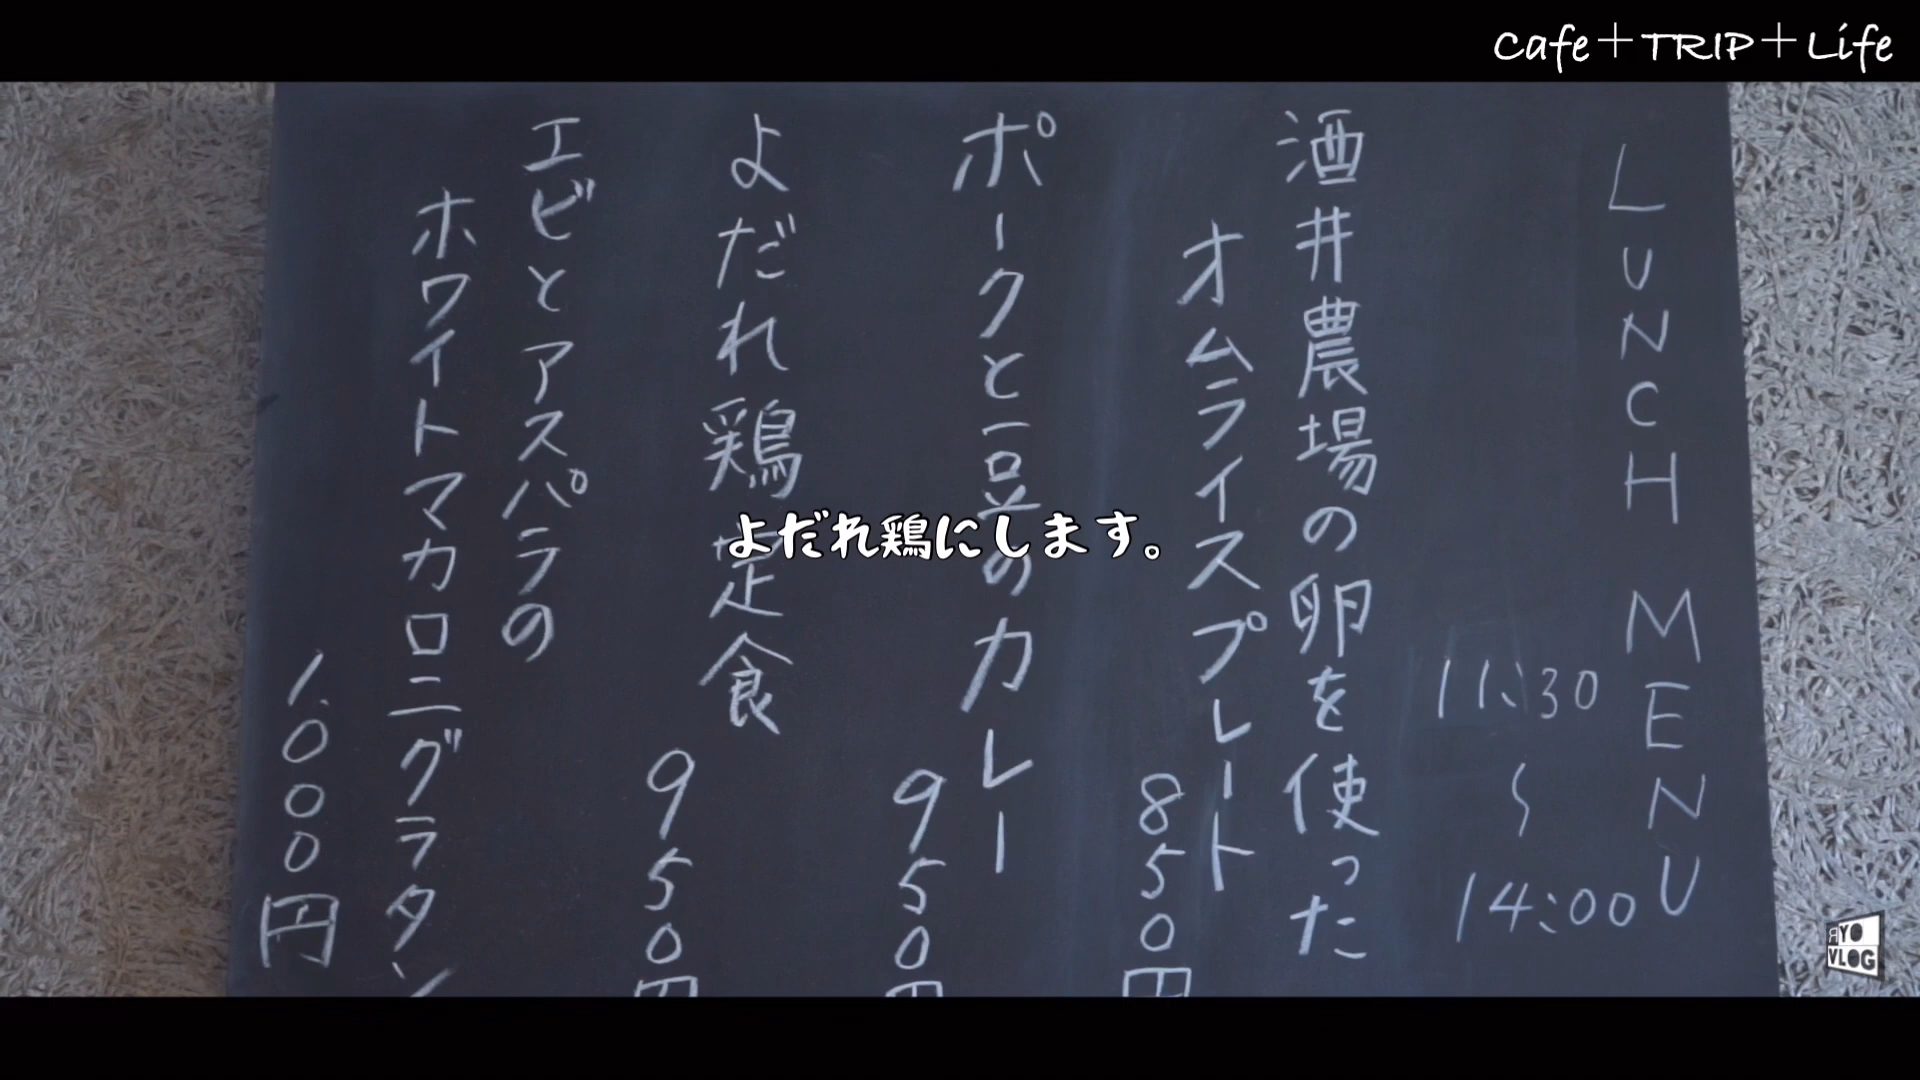 Cafe+TRIP+Life
LUNCH MENU
11:30
〜
14:00
酒井農場の卵を使った
オムライスプレート
850円
ポークと豆のカレー
950円
よだれ鶏定食
950円
エビとアスパラの
ホワイトマカロニグラタン
1,000円
よだれ鶏にします。
RYO
VLOG